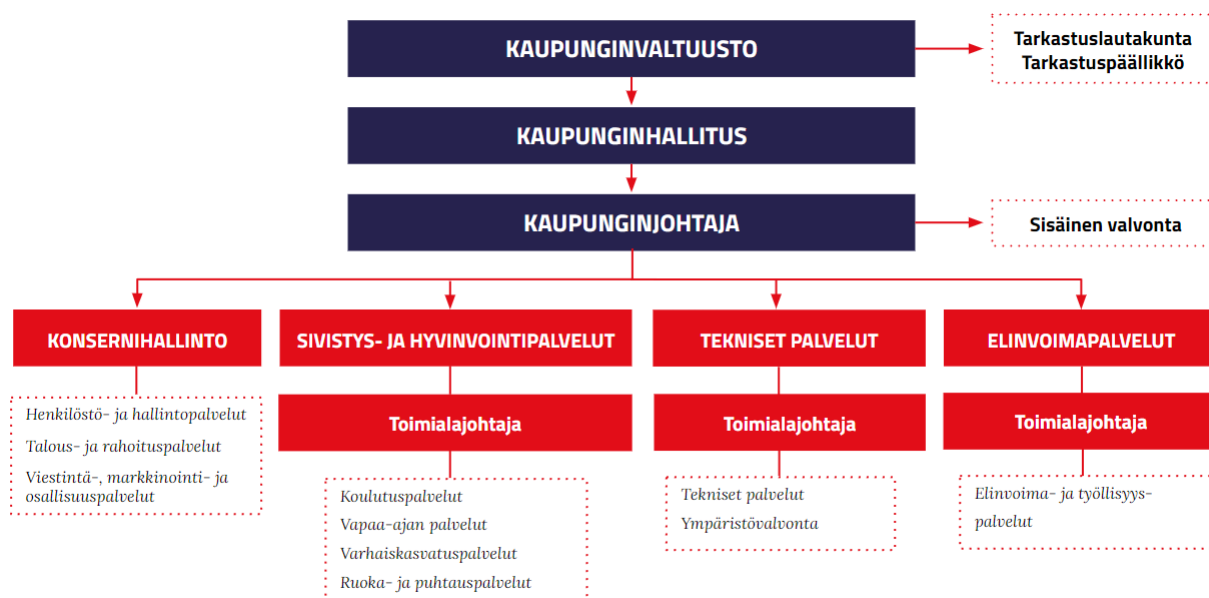 KAUPUNGINVALTUUSTO
Tarkastuslautakunta
Tarkastuspäällikkö
KAUPUNGINHALLITUS
KAUPUNGINJOHTAJA
Sisäinen valvonta
KONSERNIHALLINTO
Henkilöstö- ja hallintopalvelut
Talous- ja rahoituspalvelut
Viestintä-, markkinointi- ja
osallisuuspalvelut
SIVISTYS- JA HYVINVOINTIPALVELUT
Toimialajohtaja
Koulutuspalvelut
Vapaa-ajan palvelut
Varhaiskasvatuspalvelut
Ruoka- ja puhtauspalvelut
TEKNISET PALVELUT
Toimialajohtaja
Tekniset palvelut
Ympäristövalvonta
ELINVOIMAPALVELUT
Toimialajohtaja
Elinvoima- ja työllisyys-
palvelut